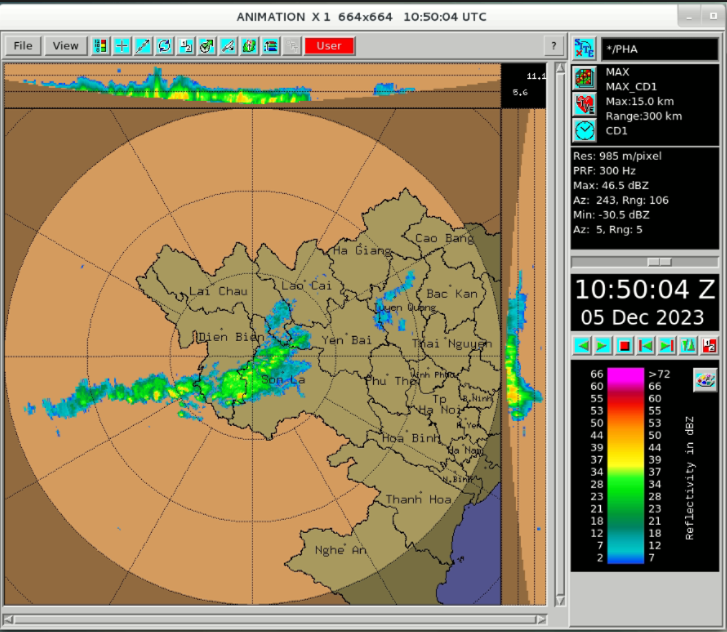 ANIMATION X 1 664x664 10:50:04 UTC
File View User ?
11.1
5.6
*/PHA
MAX
MAX_CD1
Max:15.0 km
Range:300 km
CD1
Res: 985 m/pixel
PRF: 300 Hz
Max: 46.5 dBZ
Az: 243, Rng: 106
Min: -30.5 dBZ
Az: 5, Rng: 5
10:50:04 Z
05 Dec 2023
66 >72
60 66
55 60
53 55
50 53
44 50
39 44
37 39
34 37
28 34
23 28
21 23
18 21
12 18
7 12
2 7
Reflectivity in dBZ
Cao Bang
Ha Giang
Lai Chau
Lao Cai
Bac Kan
Tuyen Quang
Dien Bien
Yen Bai
Thai Nguyen
Son La
Phu Tho
Vinh Phuc
B.Ninh
Tp
Ha Noi
H.Yen
Hoa Binh
Ha Nam
N.Binh
Thanh Hoa
Nghe An